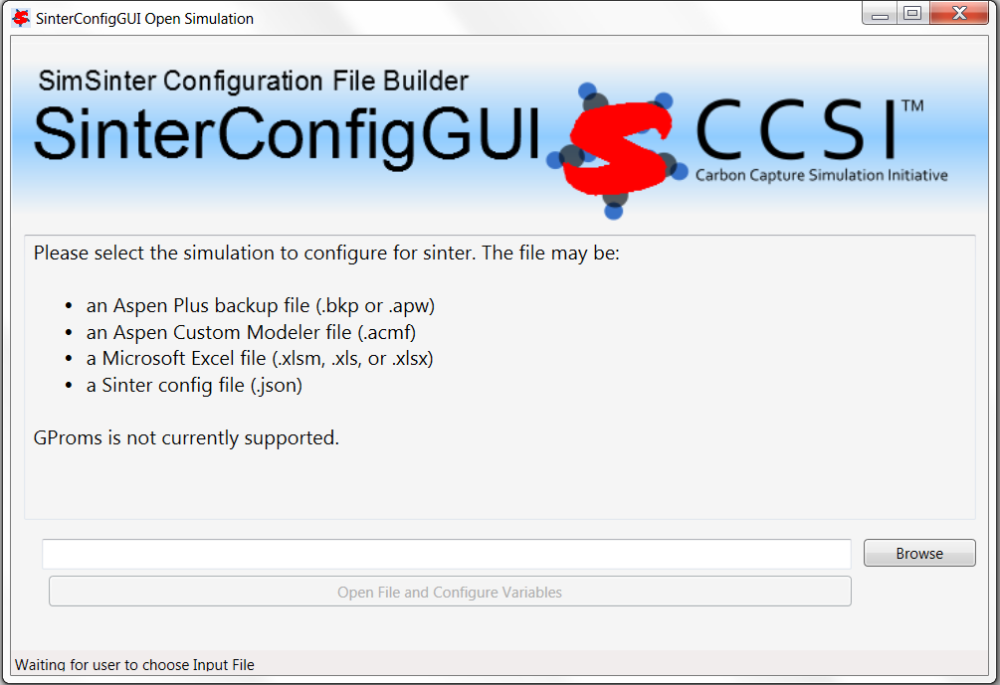 SinterConfigGUI Open Simulation
SimSinter Configuration File Builder
SinterConfigGUI
CCSI™
Carbon Capture Simulation Initiative
Please select the simulation to configure for sinter. The file may be:
• an Aspen Plus backup file (.bkp or .apw)
• an Aspen Custom Modeler file (.acmf)
• a Microsoft Excel file (.xlsm, .xls, or .xlsx)
• a Sinter config file (.json)
GProms is not currently supported.
Browse
Open File and Configure Variables
Waiting for user to choose Input File